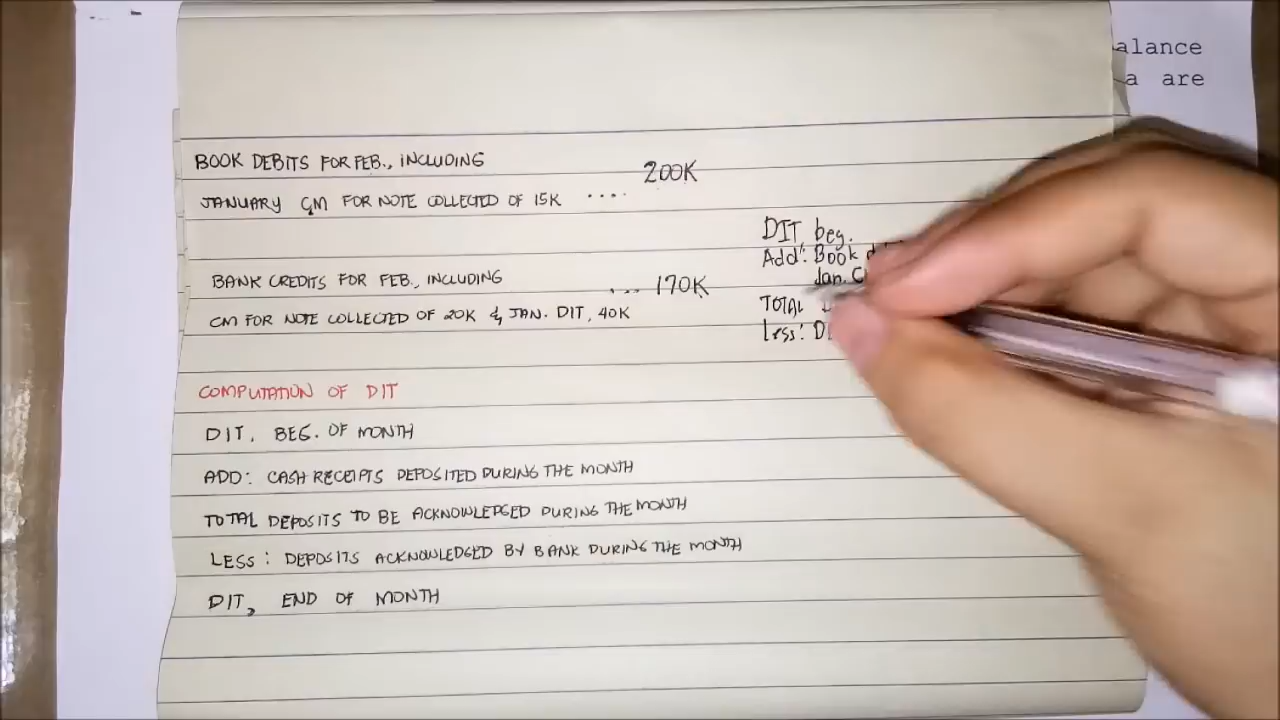 alance
a are
BOOK DEBITS FOR FEB., INCLUDING
200K
JANUARY CM FOR NOTE COLLECTED OF 15K ....
DIT, beg.
Add: Book
Jan. C
BANK CREDITS FOR FEB., INCLUDING
... 170K
CM FOR NOTE COLLECTED OF 20K & JAN. DIT, 40K
TOTAL
Less: D
COMPUTATION OF DIT
DIT, BEG. OF MONTH
ADD: CASH RECEIPTS DEPOSITED DURING THE MONTH
TOTAL DEPOSITS TO BE ACKNOWLEDGED DURING THE MONTH
LESS: DEPOSITS ACKNOWLEDGED BY BANK DURING THE MONTH
DIT, END OF MONTH